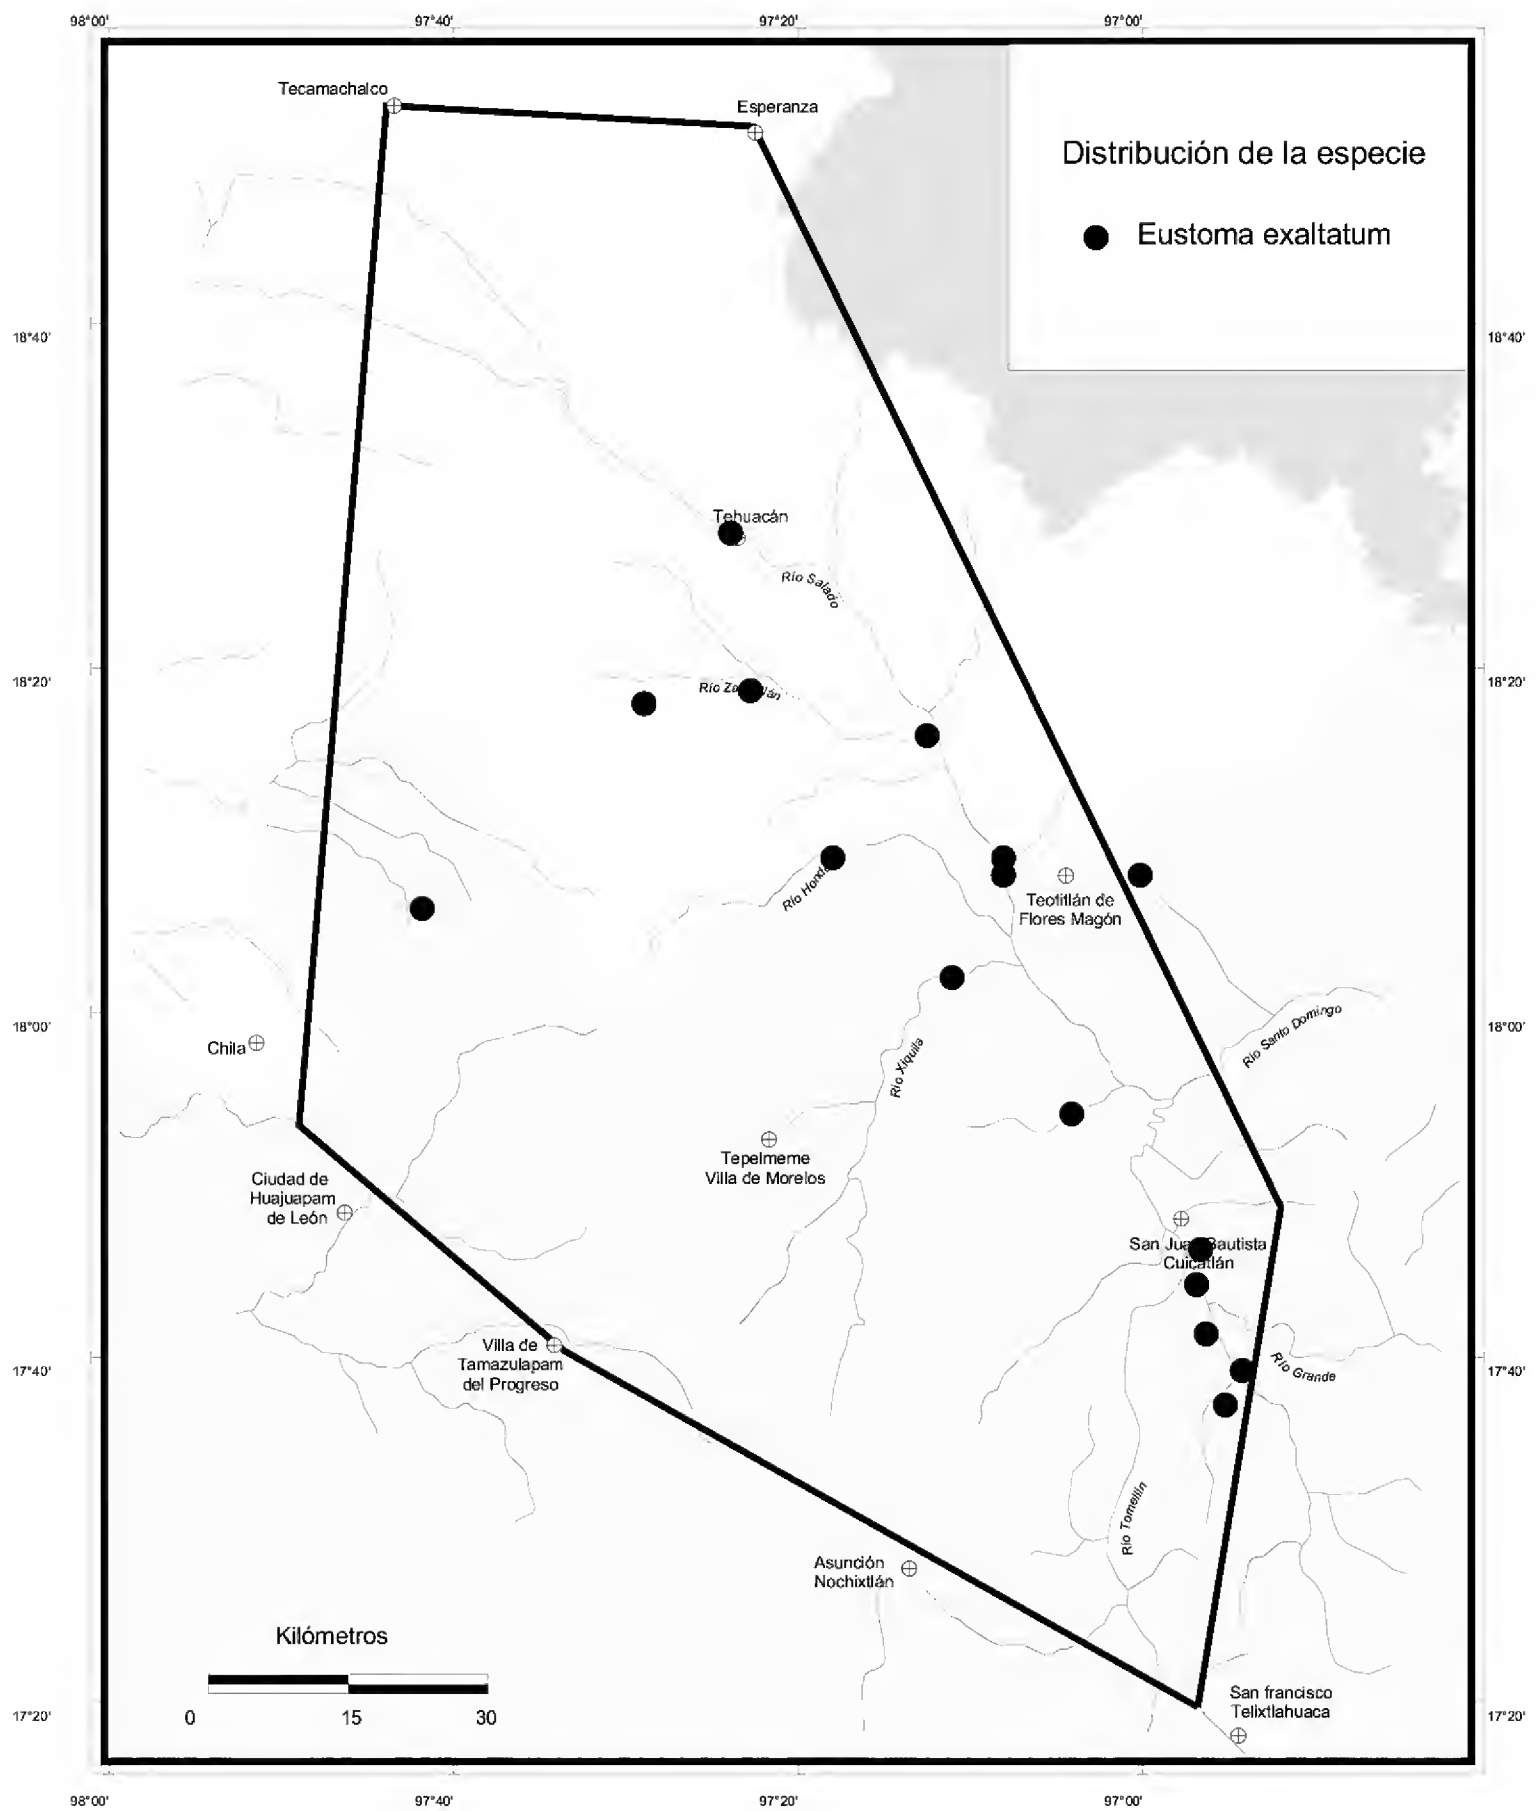 98°00'
97°40'
97°20'
97°00'
Tecamachalco
Esperanza
Distribución de la especie
Eustoma exaltatum
18°40'
18°40'
Tehuacán
Río Salado
18°20'
18°20'
Río
Río Hondo
Teotitlán de
Flores Magón
18°00'
18°00'
Chila
Río Santo Domingo
Río Xiquila
Tepelmeme
Villa de Morelos
Ciudad de
Huajuapam
de León
San Juan Bautista
Cuicatlán
Villa de
Tamazulapam
del Progreso
17°40'
17°40'
Río Grande
Río Tomellín
Asunción
Nochixtlán
Kilómetros
0 15 30
San francisco
Telixtlahuaca
17°20'
17°20'
98°00'
97°40'
97°20'
97°00'